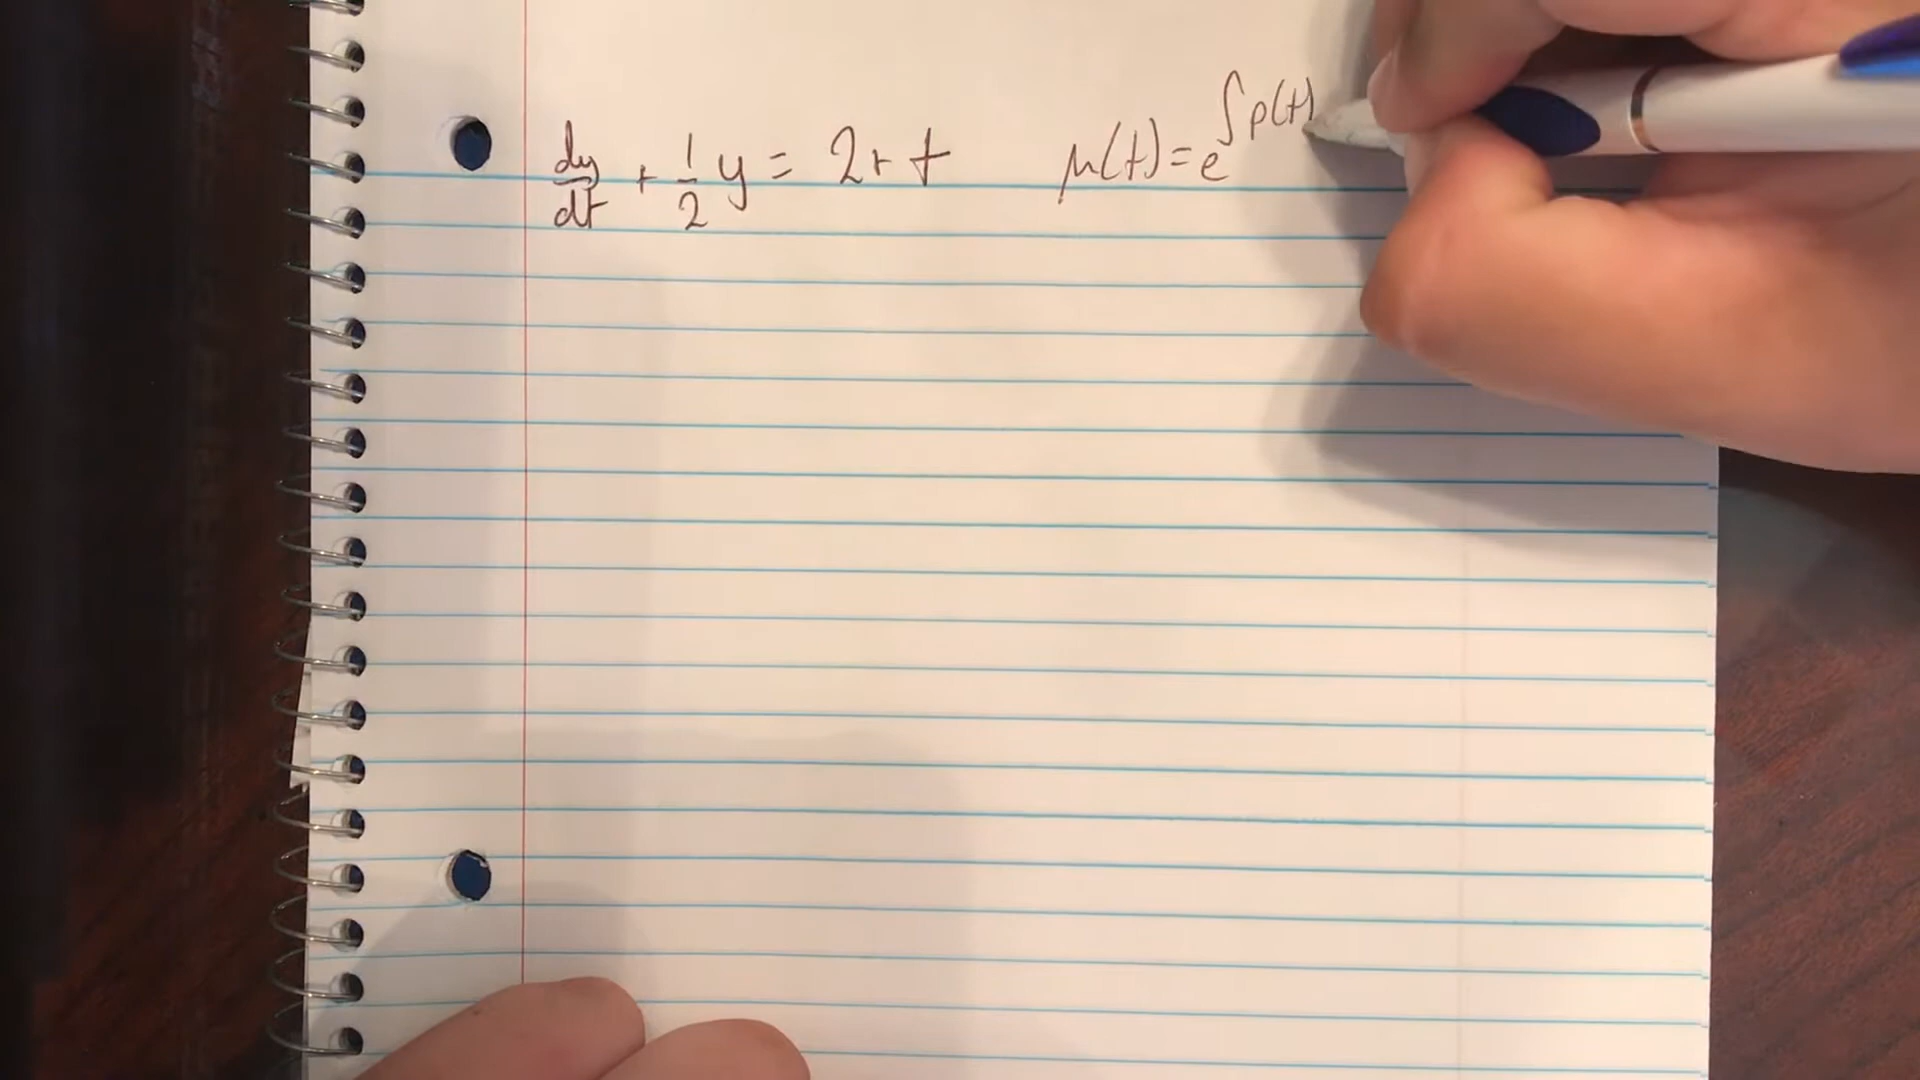 dy/dt + 1/2 y = 2 + t μ(t) = e^∫p(t)